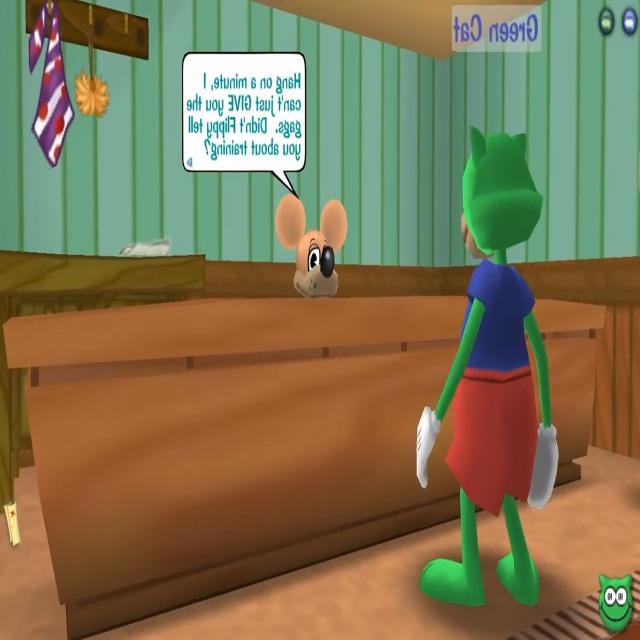 Green Cat
Hang on a minute, I
can't just GIVE you the
gags. Didn't Flippy tell
you about training?